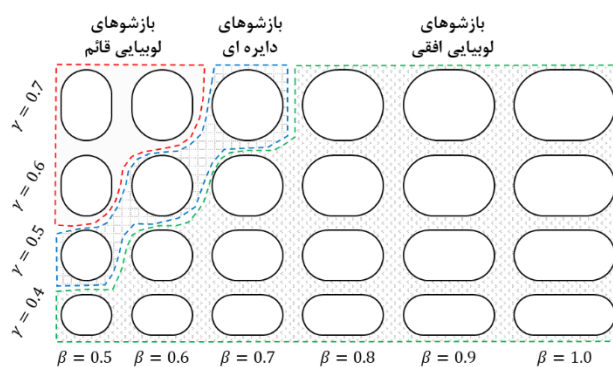 بازشوهای
لوبیایی قائم
بازشوهای
دایره ای
بازشوهای
لوبیایی افقی
γ = 0.7
γ = 0.6
γ = 0.5
γ = 0.4
β = 0.5
β = 0.6
β = 0.7
β = 0.8
β = 0.9
β = 1.0